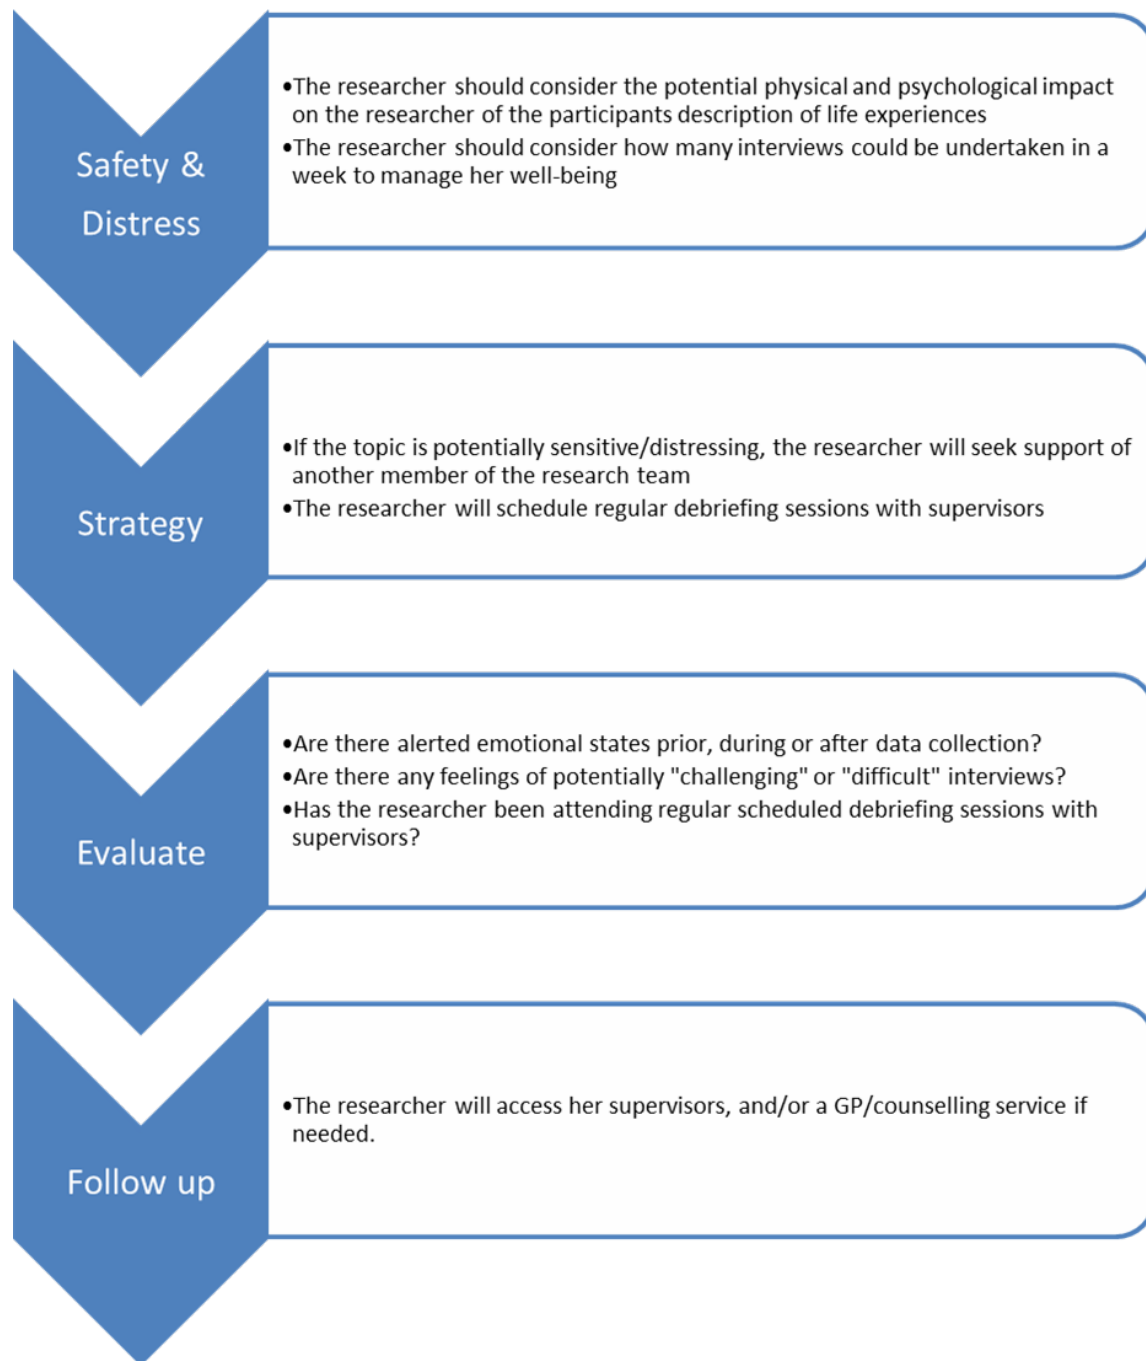 Safety &
Distress
•The researcher should consider the potential physical and psychological impact
on the researcher of the participants description of life experiences
•The researcher should consider how many interviews could be undertaken in a
week to manage her well-being
Strategy
•If the topic is potentially sensitive/distressing, the researcher will seek support of
another member of the research team
•The researcher will schedule regular debriefing sessions with supervisors
Evaluate
•Are there alerted emotional states prior, during or after data collection?
•Are there any feelings of potentially "challenging" or "difficult" interviews?
•Has the researcher been attending regular scheduled debriefing sessions with
supervisors?
Follow up
•The researcher will access her supervisors, and/or a GP/counselling service if
needed.